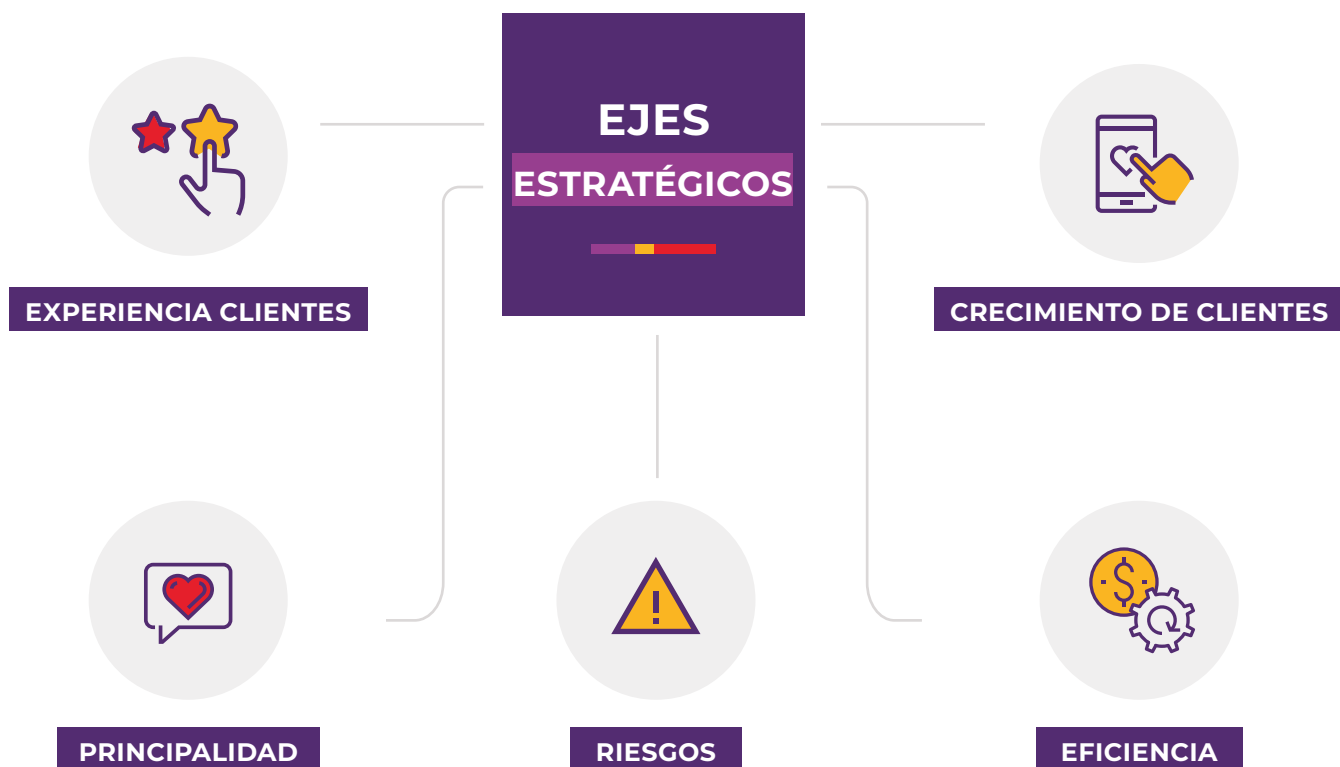 EJES
ESTRATÉGICOS
EXPERIENCIA CLIENTES
CRECIMIENTO DE CLIENTES
PRINCIPALIDAD
RIESGOS
EFICIENCIA